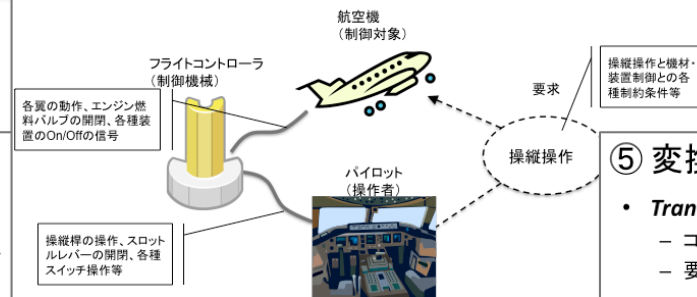 航空機
（制御対象）
フライトコントローラ
（制御機械）
各翼の動作、エンジン燃
料バルブの開閉、各種装
置のOn/Offの信号
要求
操縦操作と機材・
装置制御との各
種制約条件等
操縦操作
パイロット
（操作者）
操縦桿の操作、スロット
ルレバーの開閉、各種
スイッチ操作等
⑤ 変
• Tran
– コ
– 要